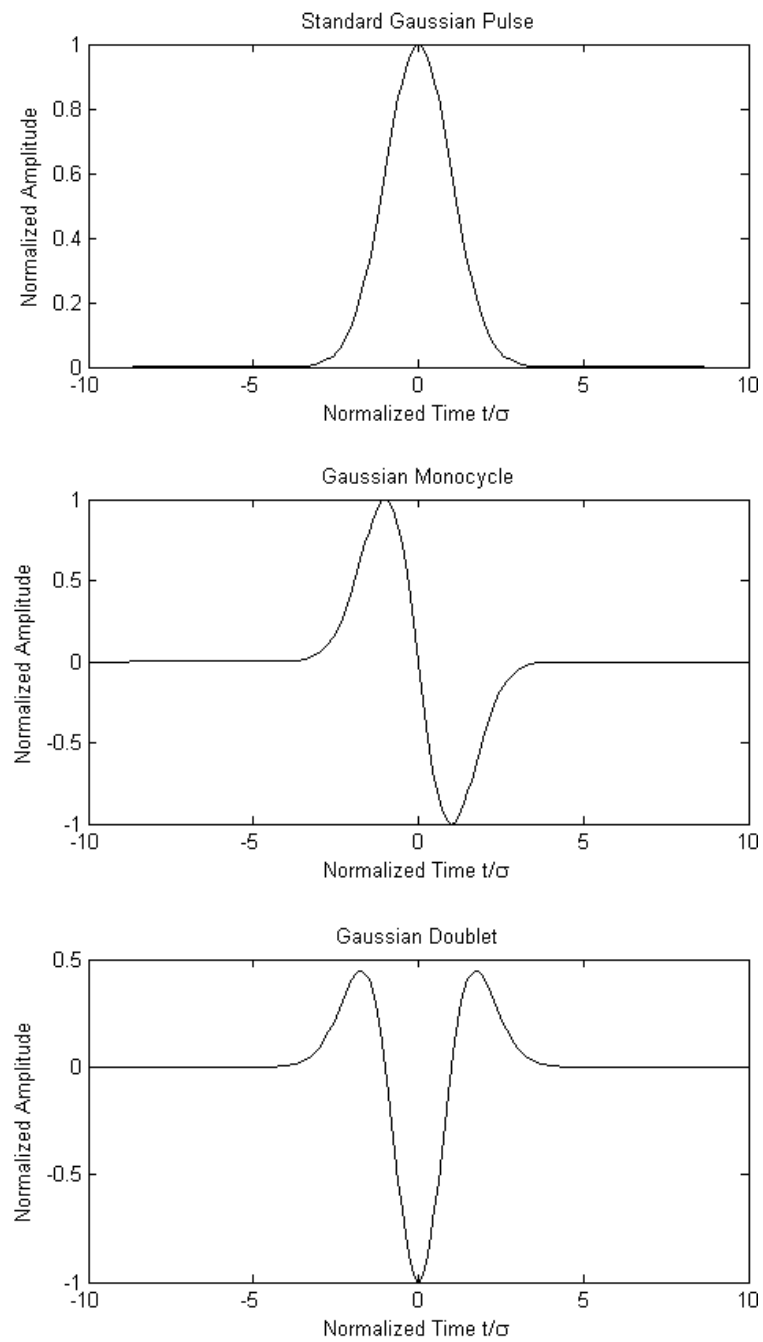 Standard Gaussian Pulse
Normalized Amplitude
1
0.8
0.6
0.4
0.2
0
-10 -5 0 5 10
Normalized Time t/σ
Gaussian Monocycle
Normalized Amplitude
1
0.5
0
-0.5
-1
-10 -5 0 5 10
Normalized Time t/σ
Gaussian Doublet
Normalized Amplitude
0.5
0
-0.5
-1
-10 -5 0 5 10
Normalized Time t/σ